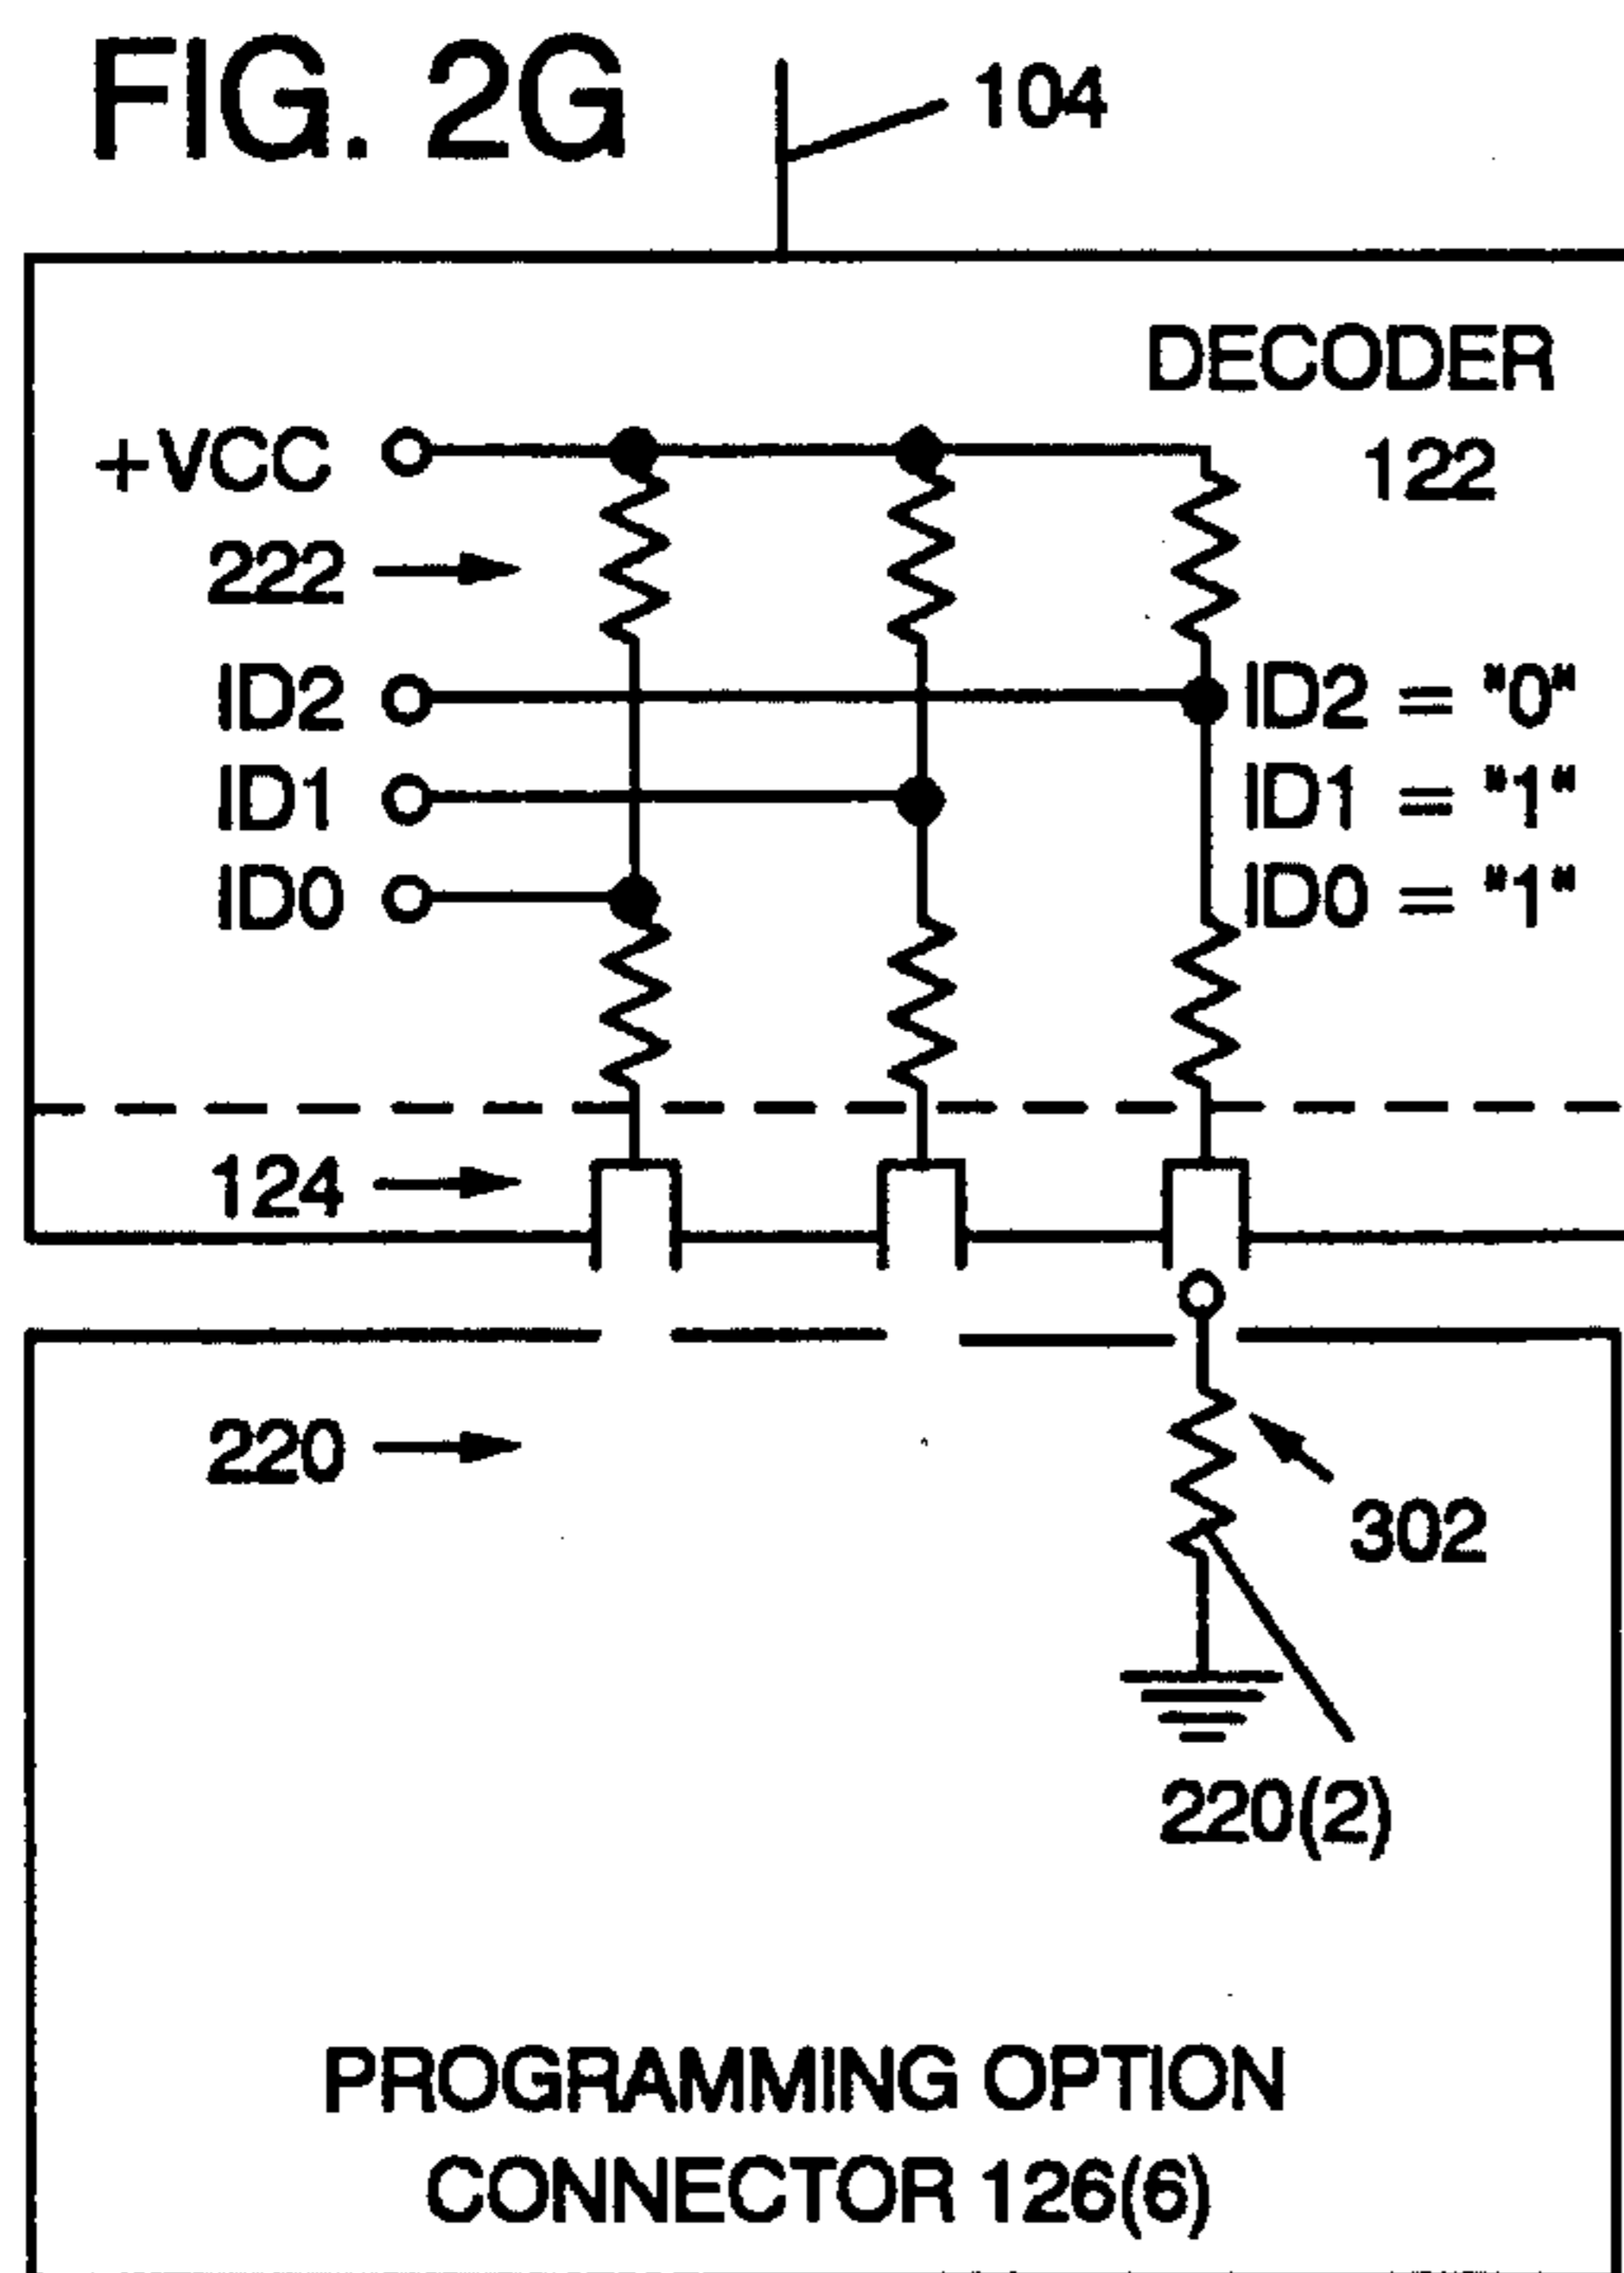 FIG. 2G
104
DECODER
122
+VCC
222
ID2
ID2 = "0"
ID1
ID1 = "1"
ID0
ID0 = "1"
124
220
302
220(2)
PROGRAMMING OPTION
CONNECTOR 126(6)